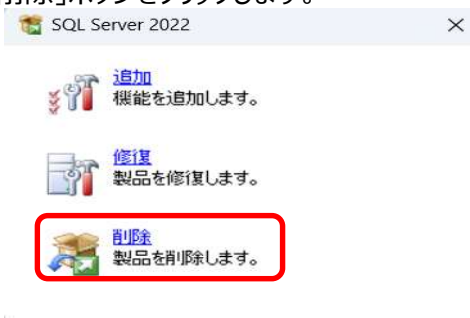 排除」ボタンをクリックします。
SQL Server 2022
追加
機能を追加します。
修復
製品を修復します。
削除
製品を削除します。